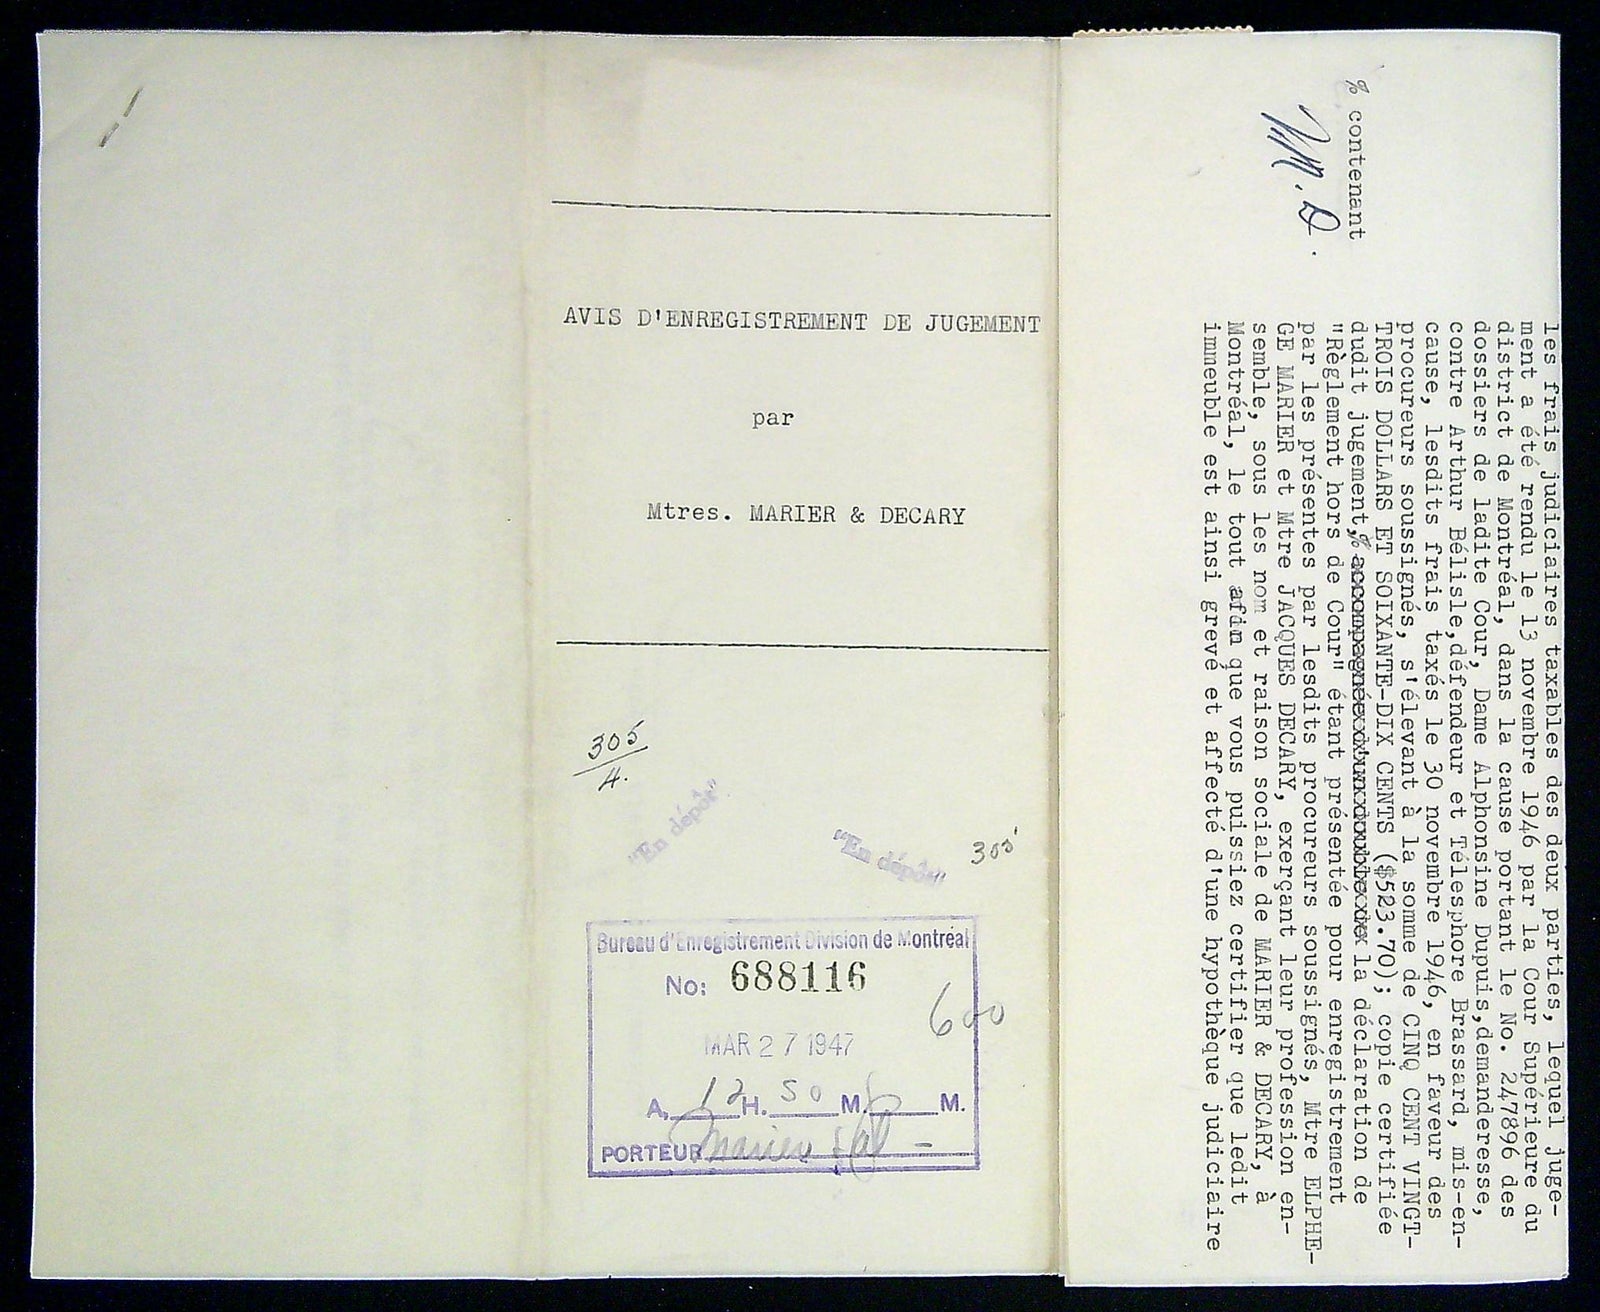 AVIS D'ENREGISTREMENT DE JUGEMENT
par
Mtres. MARIER & DECARY
305
4.
"En dépôt"
"En dépôt"
305
Bureau d'Enregistrement Division de Montréal
No: 688116
600
MAR 27 1947
A, 12 H. 50 M. P M.
PORTEUR Marier & al -
% contenant
M. D.
les frais judiciaires taxables des deux parties, lequel juge-
ment a été rendu le 13 novembre 1946 par la Cour Supérieure du
district de Montréal, dans la cause portant le No. 247896 des
dossiers de ladite Cour, Dame Alphonsine Dupuis,demanderesse,
contre Arthur Bélisle,défendeur et Télesphore Brassard, mis-en-
cause, lesdits frais taxés le 30 novembre 1946, en faveur des
procureurs soussignés, s'élevant à la somme de CINQ CENT VINGT-
TROIS DOLLARS ET SOIXANTE-DIX CENTS ($523.70); copie certifiée
dudit jugement,% accompagnée d'un double de la déclaration de
"Règlement hors de Cour" étant présentée pour enregistrement
par les présentes par lesdits procureurs soussignés, Mtre ELPHE-
GE MARIER et Mtre JACQUES DECARY, exerçant leur profession en-
semble, sous les nom et raison sociale de MARIER & DECARY, à
Montréal, le tout afin que vous puissiez certifier que ledit
immeuble est ainsi grevé et affecté d'une hypothèque judiciaire